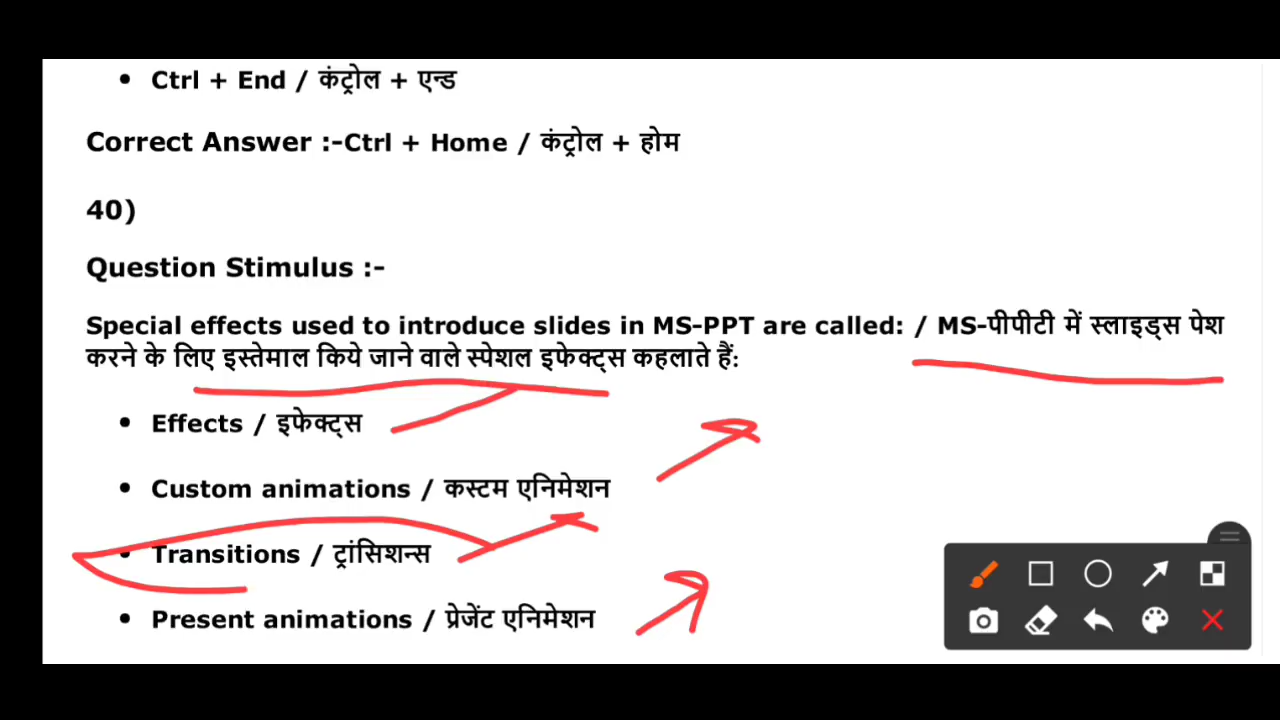 • Ctrl + End / कंट्रोल + एन्ड
Correct Answer :-Ctrl + Home / कंट्रोल + होम
40)
Question Stimulus :-
Special effects used to introduce slides in MS-PPT are called: / MS-पीपीटी में स्लाइड्स पेश
करने के लिए इस्तेमाल किये जाने वाले स्पेशल इफेक्ट्स कहलाते हैं:
• Effects / इफेक्ट्स
• Custom animations / कस्टम एनिमेशन
• Transitions / ट्रांसिशन्स
• Present animations / प्रेजेंट एनिमेशन